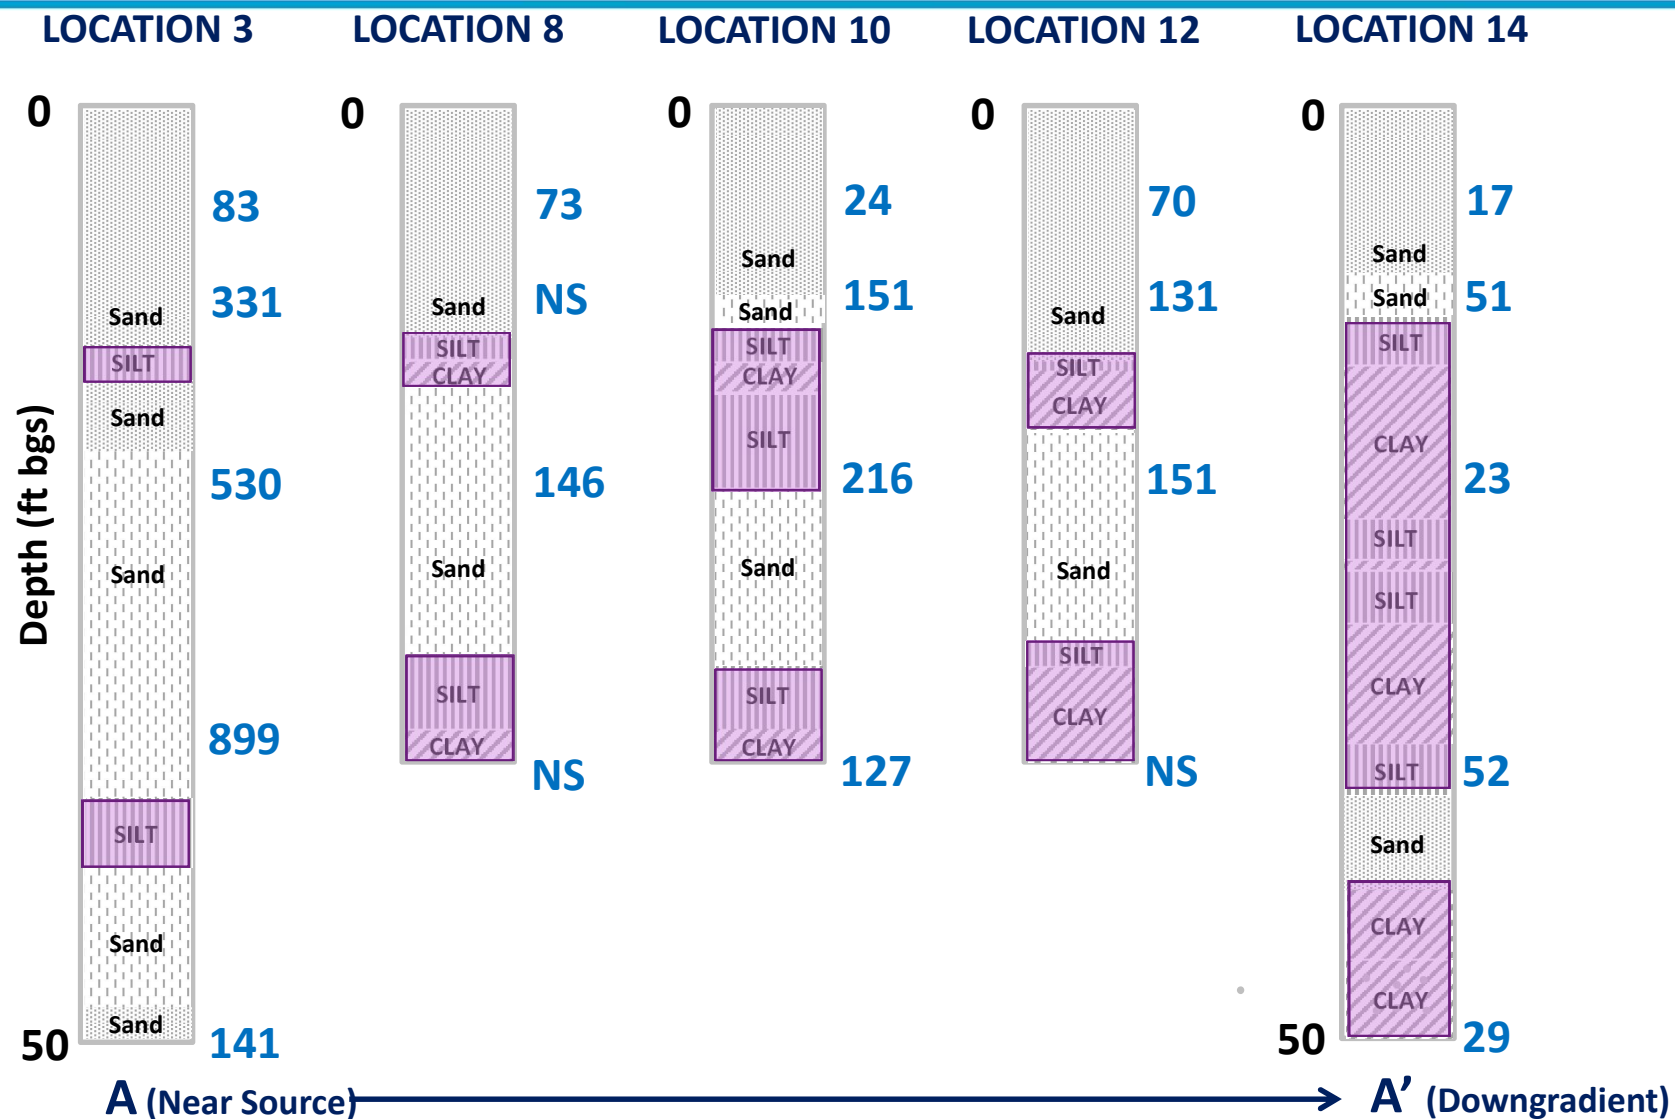 LOCATION 3
LOCATION 8
LOCATION 10
LOCATION 12
LOCATION 14
Depth (ft bgs)
0
83
331
Sand
SILT
Sand
530
Sand
899
SILT
Sand
Sand
50
141
0
73
NS
Sand
SILT
CLAY
146
Sand
SILT
CLAY
NS
0
24
Sand
151
Sand
SILT
CLAY
SILT
216
Sand
SILT
CLAY
127
0
70
131
Sand
SILT
CLAY
151
Sand
SILT
CLAY
NS
0
17
Sand
Sand
51
SILT
CLAY
23
SILT
SILT
CLAY
SILT
52
Sand
CLAY
CLAY
50
29
A (Near Source)
A’ (Downgradient)